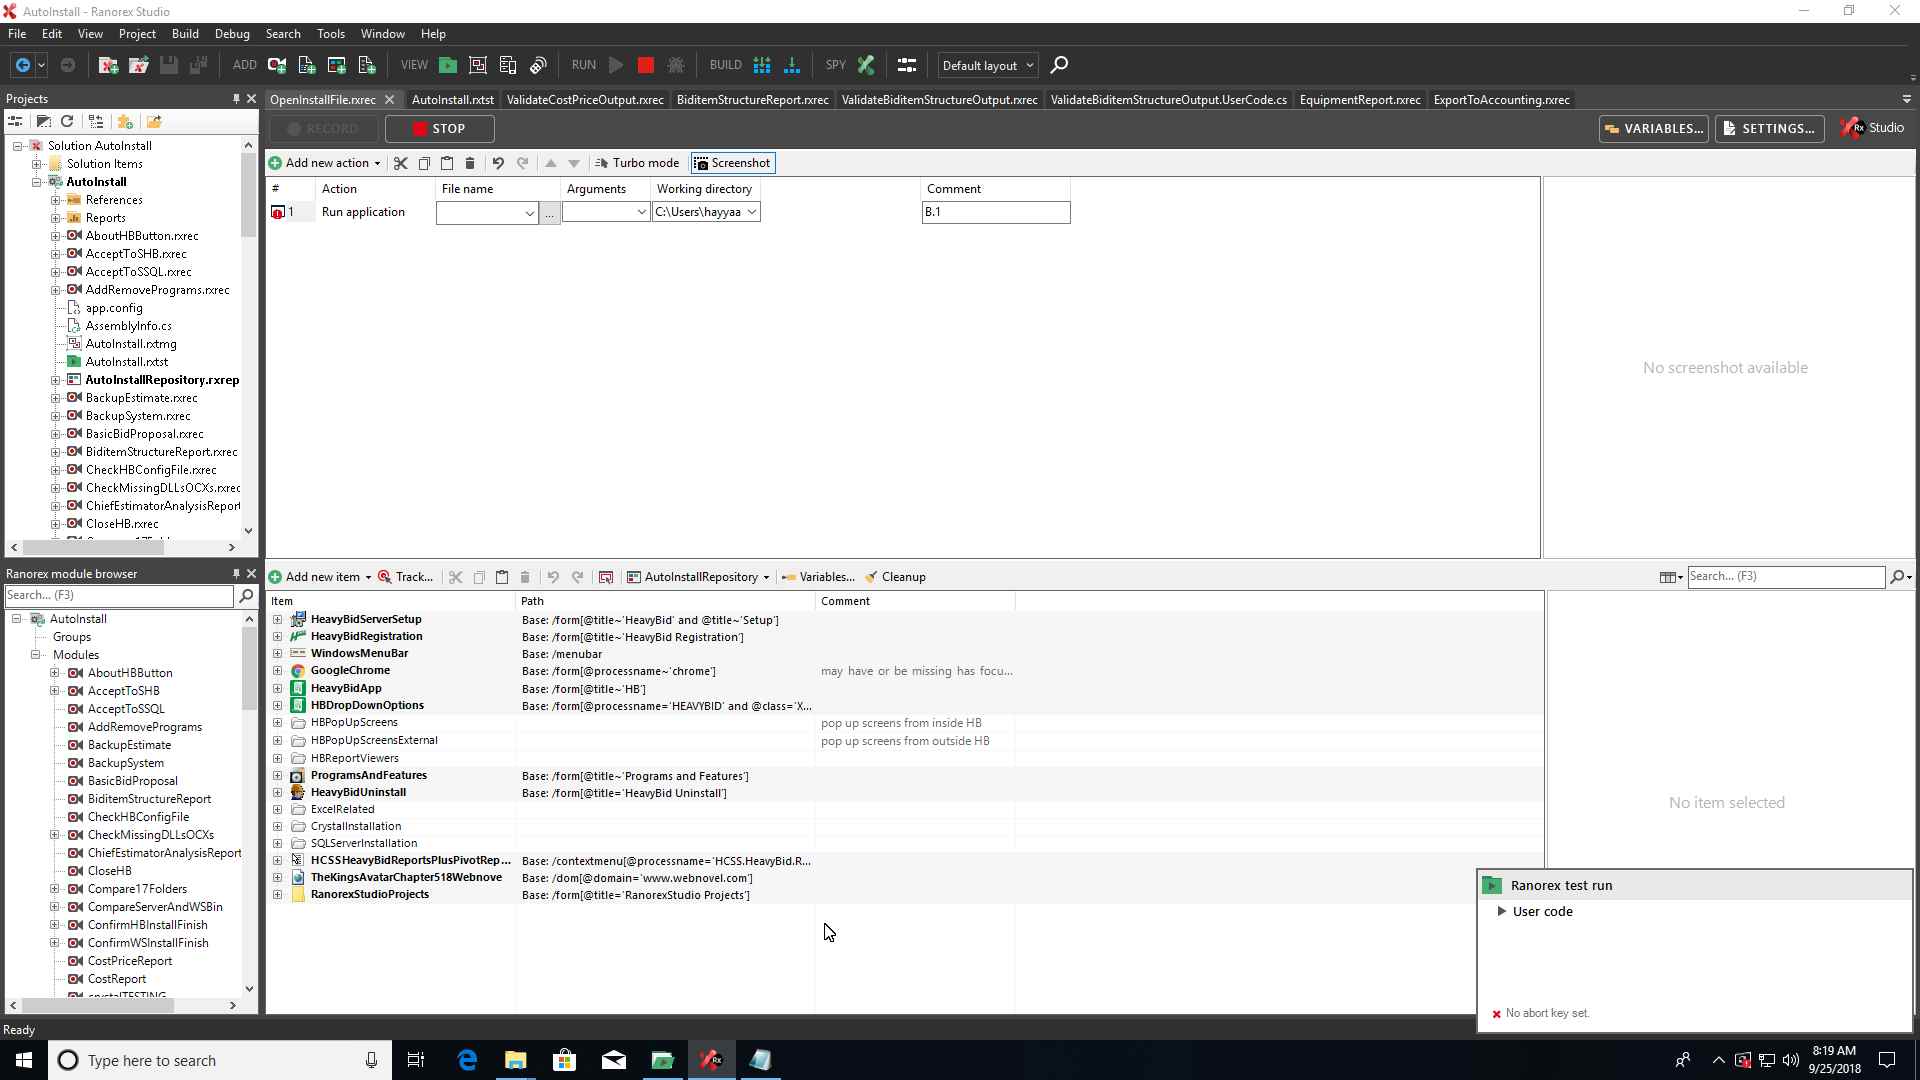 AutoInstall - Ranorex Studio
File Edit View Project Build Debug Search Tools Window Help
ADD VIEW RUN BUILD SPY Default layout
Projects
OpenInstallFile.rxrec AutoInstall.rxtst ValidateCostPriceOutput.rxrec BiditemStructureReport.rxrec ValidateBiditemStructureOutput.rxrec ValidateBiditemStructureOutput.UserCode.cs EquipmentReport.rxrec ExportToAccounting.rxrec
RECORD STOP VARIABLES... SETTINGS... Rx Studio
Add new action Turbo mode Screenshot
# Action File name Arguments Working directory Comment
1 Run application ... C:\Users\hayyaa B.1
No screenshot available
Solution AutoInstall
Solution Items
AutoInstall
References
Reports
AboutHBButton.rxrec
AcceptToSHB.rxrec
AcceptToSSQL.rxrec
AddRemovePrograms.rxrec
app.config
AssemblyInfo.cs
AutoInstall.rxtmg
AutoInstall.rxtst
AutoInstallRepository.rxrep
BackupEstimate.rxrec
BackupSystem.rxrec
BasicBidProposal.rxrec
BiditemStructureReport.rxrec
CheckHBConfigFile.rxrec
CheckMissingDLLsOCXs.rxrec
ChiefEstimatorAnalysisReport
CloseHB.rxrec
Ranorex module browser
Search... (F3)
AutoInstall
Groups
Modules
AboutHBButton
AcceptToSHB
AcceptToSSQL
AddRemovePrograms
BackupEstimate
BackupSystem
BasicBidProposal
BiditemStructureReport
CheckHBConfigFile
CheckMissingDLLsOCXs
ChiefEstimatorAnalysisReport
CloseHB
Compare17Folders
CompareServerAndWSBin
ConfirmHBInstallFinish
ConfirmWSInstallFinish
CostPriceReport
CostReport
crystalTESTING
Add new item Track... AutoInstallRepository Variables... Cleanup Search... (F3)
Item Path Comment
HeavyBidServerSetup Base: /form[@title~'HeavyBid' and @title~'Setup']
HeavyBidRegistration Base: /form[@title~'HeavyBid Registration']
WindowsMenuBar Base: /menubar
GoogleChrome Base: /form[@processname~'chrome'] may have or be missing has focu...
HeavyBidApp Base: /form[@title~'HB']
HBDropDownOptions Base: /form[@processname='HEAVYBID' and @class='X...
HBPopUpScreens pop up screens from inside HB
HBPopUpScreensExternal pop up screens from outside HB
HBReportViewers
ProgramsAndFeatures Base: /form[@title~'Programs and Features']
HeavyBidUninstall Base: /form[@title='HeavyBid Uninstall']
ExcelRelated
CrystalInstallation
SQLServerInstallation
HCSSHeavyBidReportsPlusPivotRep... Base: /contextmenu[@processname='HCSS.HeavyBid.R...
TheKingsAvatarChapter518Webnove Base: /dom[@domain='www.webnovel.com']
RanorexStudioProjects Base: /form[@title='RanorexStudio Projects']
No item selected
Ranorex test run
User code
No abort key set.
Ready
Type here to search
8:19 AM
9/25/2018